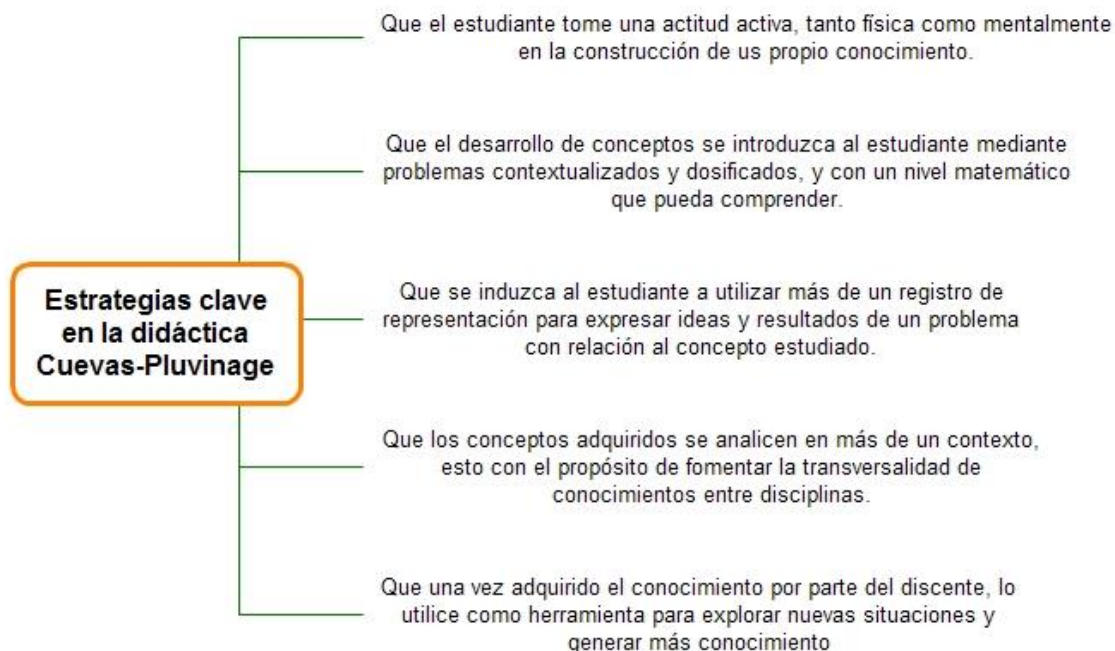 Que el estudiante tome una actitud activa, tanto física como mentalmente
en la construcción de us propio conocimiento.
Que el desarrollo de conceptos se introduzca al estudiante mediante
problemas contextualizados y dosificados, y con un nivel matemático
que pueda comprender.
Estrategias clave
en la didáctica
Cuevas-Pluvinage
Que se induzca al estudiante a utilizar más de un registro de
representación para expresar ideas y resultados de un problema
con relación al concepto estudiado.
Que los conceptos adquiridos se analicen en más de un contexto,
esto con el propósito de fomentar la transversalidad de
conocimientos entre disciplinas.
Que una vez adquirido el conocimiento por parte del discente, lo
utilice como herramienta para explorar nuevas situaciones y
generar más conocimiento